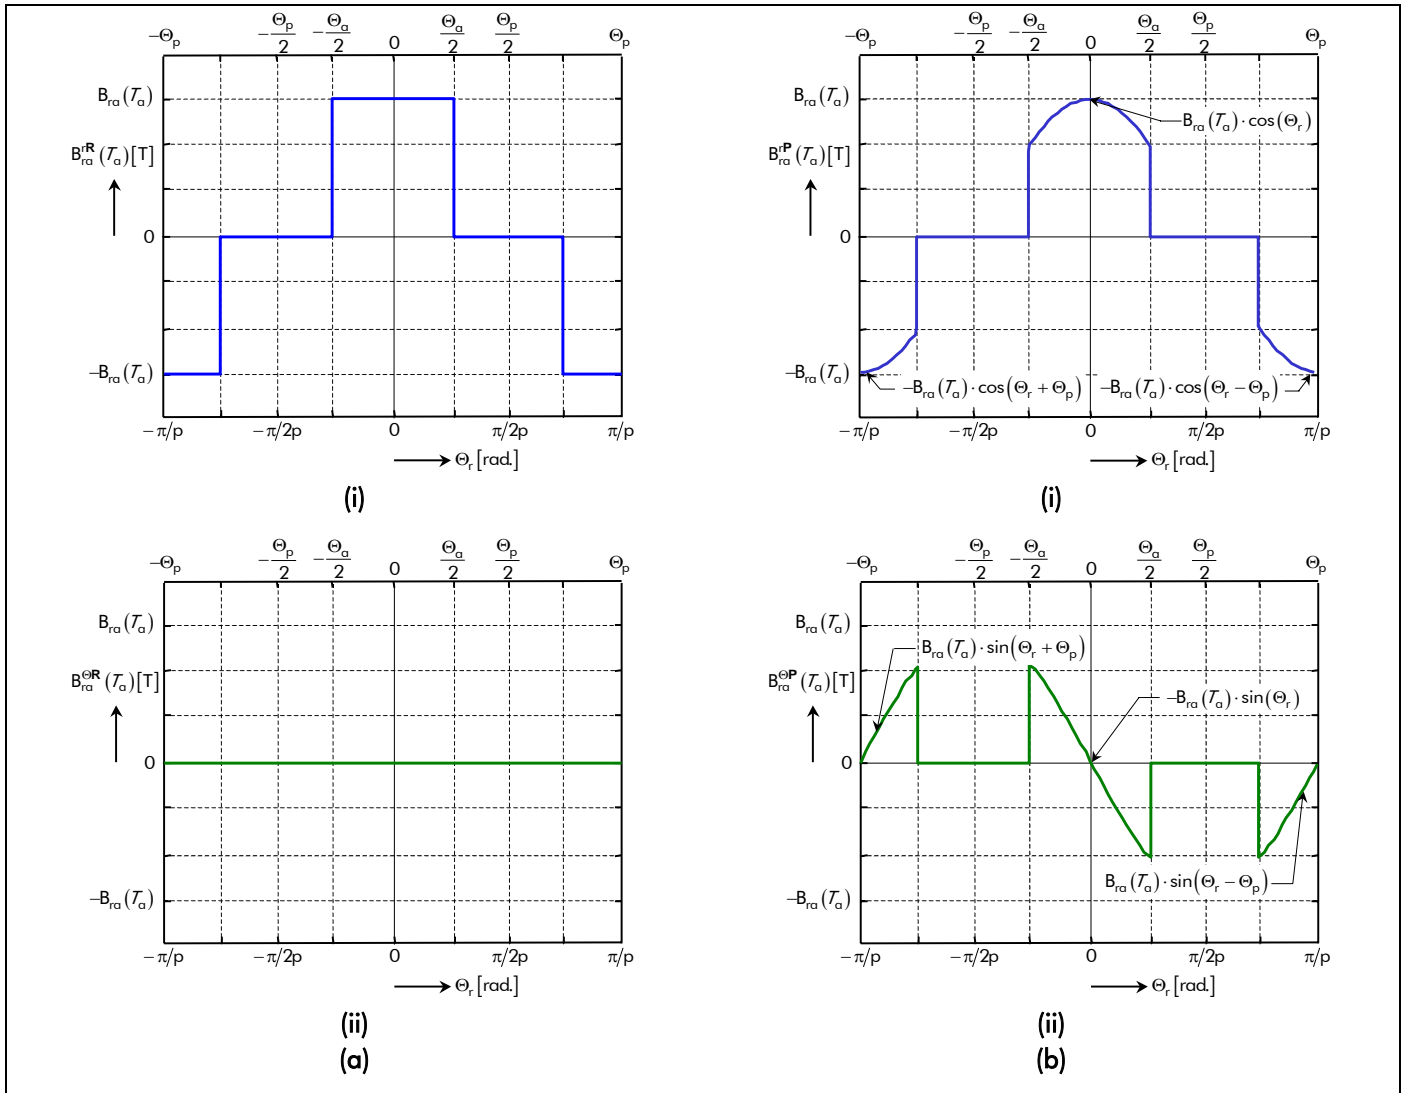 −Θp −Θp/2 −Θa/2 0 Θa/2 Θp/2 Θp
Bra(Ta)
B^rR_ra(Ta)[T]
0
−Bra(Ta)
−π/p −π/2p 0 π/2p π/p
Θr[rad.]
(i)
−Θp −Θp/2 −Θa/2 0 Θa/2 Θp/2 Θp
Bra(Ta)
Bra(Ta)·cos(Θr)
B^rP_ra(Ta)[T]
0
−Bra(Ta)
−Bra(Ta)·cos(Θr + Θp) −Bra(Ta)·cos(Θr − Θp)
−π/p −π/2p 0 π/2p π/p
Θr[rad.]
(i)
−Θp −Θp/2 −Θa/2 0 Θa/2 Θp/2 Θp
Bra(Ta)
B^ΘR_ra(Ta)[T]
0
−Bra(Ta)
−π/p −π/2p 0 π/2p π/p
Θr[rad.]
(ii)
(a)
−Θp −Θp/2 −Θa/2 0 Θa/2 Θp/2 Θp
Bra(Ta)
Bra(Ta)·sin(Θr + Θp)
B^ΘP_ra(Ta)[T]
−Bra(Ta)·sin(Θr)
0
Bra(Ta)·sin(Θr − Θp)
−Bra(Ta)
−π/p −π/2p 0 π/2p π/p
Θr[rad.]
(ii)
(b)